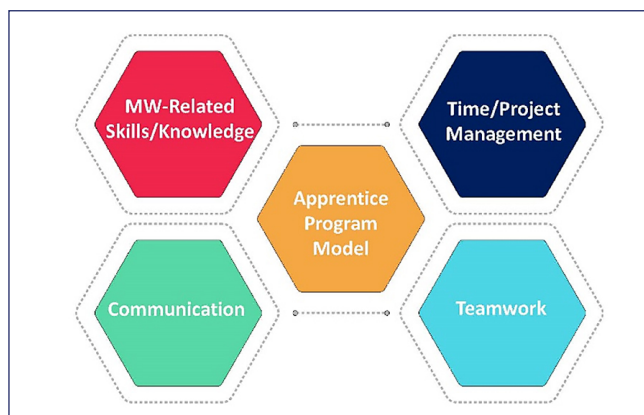 MW-Related
Skills/Knowledge
Time/Project
Management
Apprentice
Program
Model
Communication
Teamwork